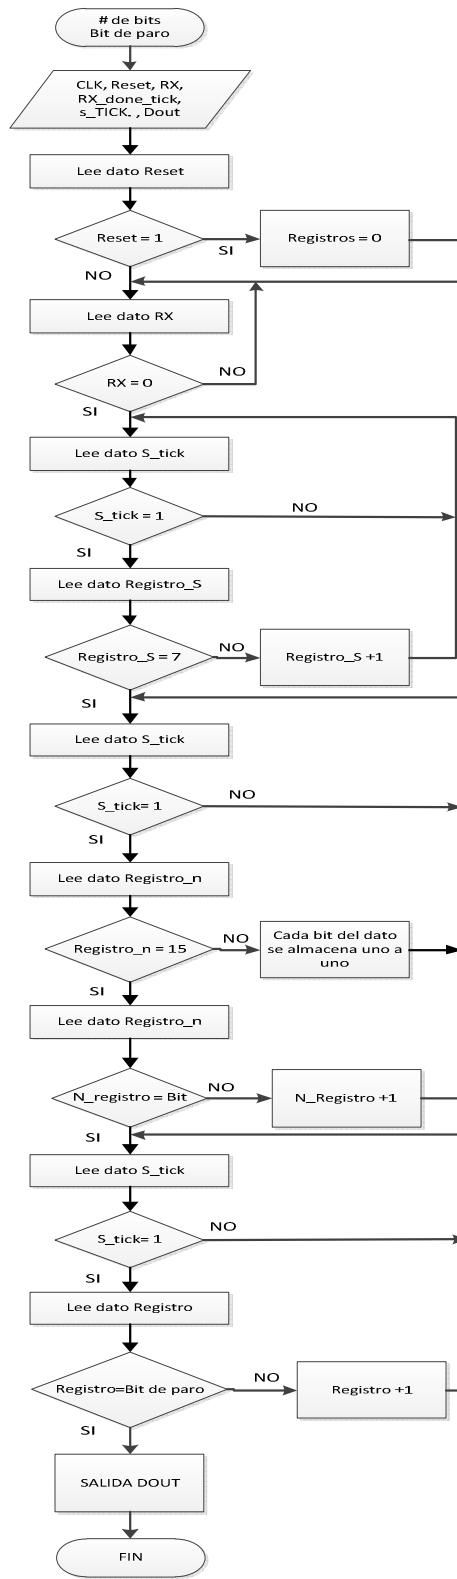 # de bits
Bit de paro
CLK, Reset, RX,
RX_done_tick,
s_TICK. , Dout
Lee dato Reset
Reset = 1
SI
Registros = 0
NO
Lee dato RX
RX = 0
NO
SI
Lee dato S_tick
S_tick = 1
NO
SI
Lee dato Registro_S
Registro_S = 7
NO
Registro_S +1
SI
Lee dato S_tick
S_tick= 1
NO
SI
Lee dato Registro_n
Registro_n = 15
NO
Cada bit del dato
se almacena uno a
uno
SI
Lee dato Registro_n
N_registro = Bit
NO
N_Registro +1
SI
Lee dato S_tick
S_tick= 1
NO
SI
Lee dato Registro
Registro=Bit de paro
NO
Registro +1
SI
SALIDA DOUT
FIN